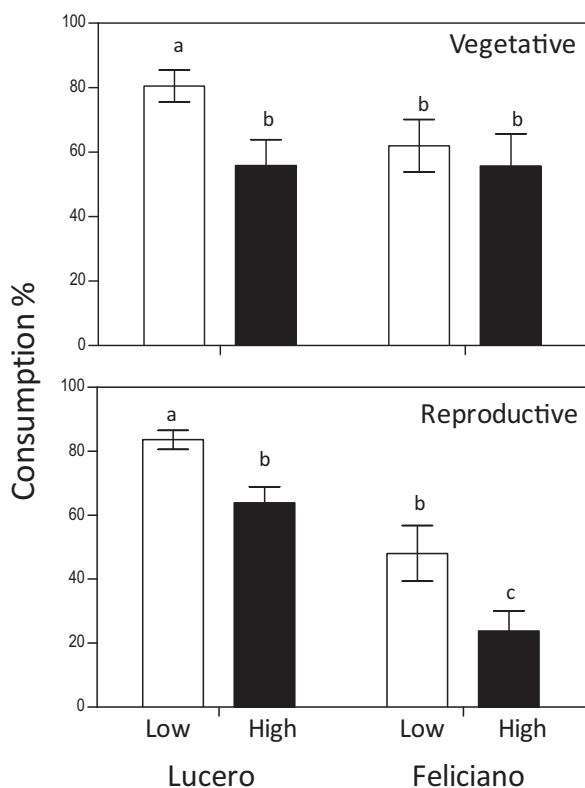 100
Vegetative
a
80
b
b
b
60
40
20
0
Consumption %
100
Reproductive
a
80
b
60
b
40
c
20
0
Low High Low High
Lucero Feliciano